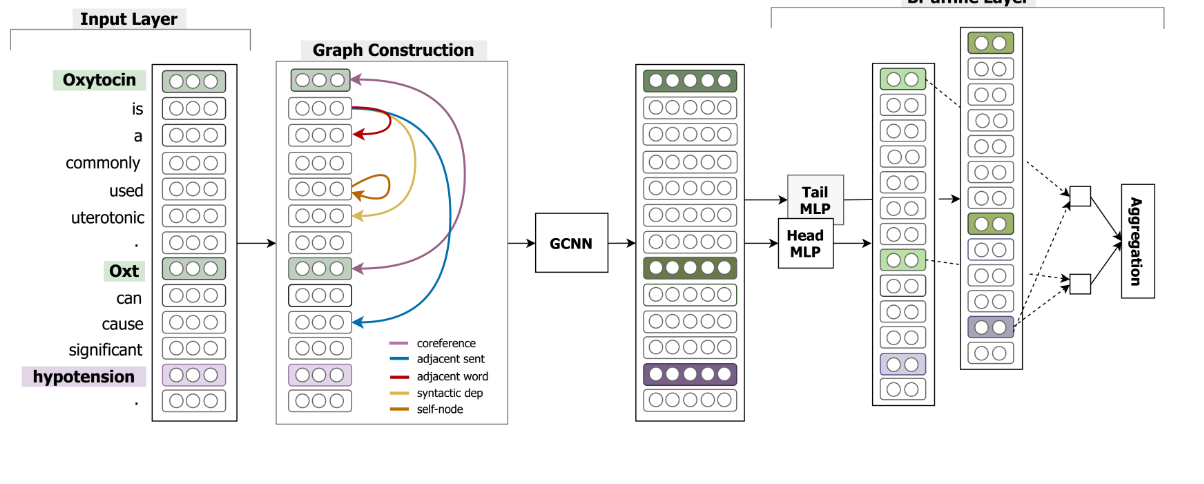 Input Layer
Graph Construction
Oxytocin
is
a
commonly
used
uterotonic
.
Oxt
can
cause
significant
hypotension
.
coreference
adjacent sent
adjacent word
syntactic dep
self-node
GCNN
Tail
MLP
Head
MLP
Layer
Aggregation